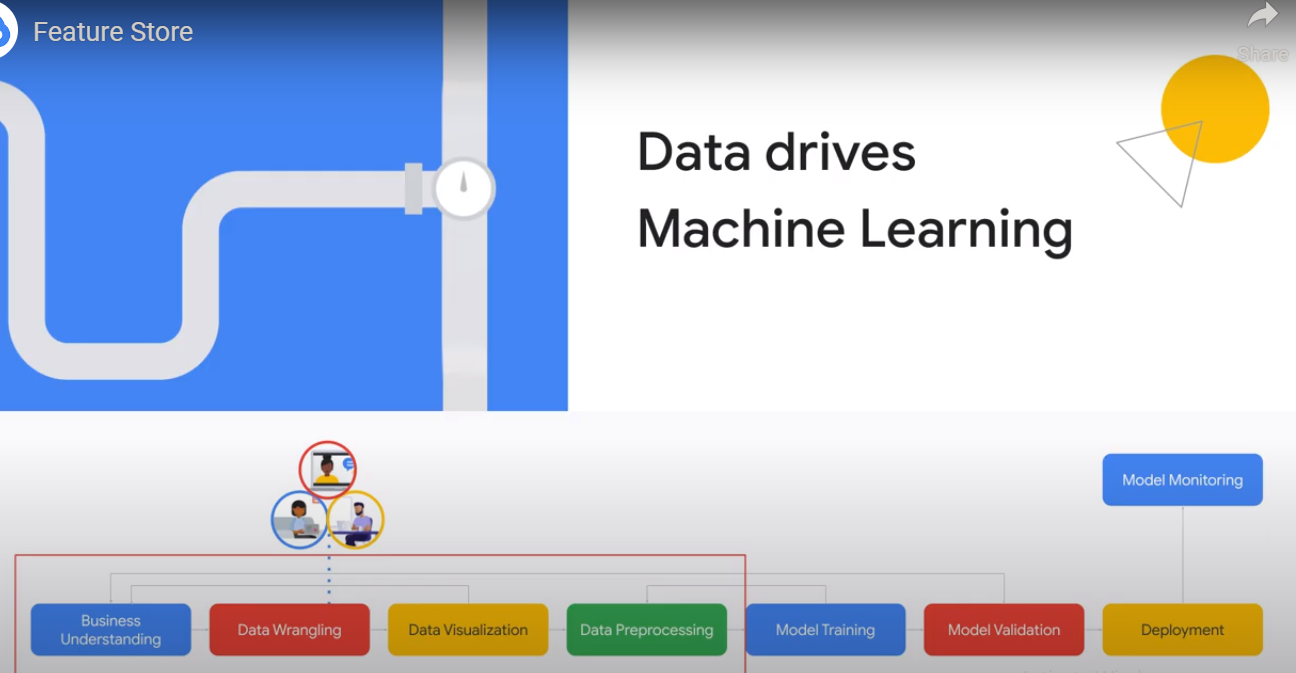 Feature Store
Share
Data drives
Machine Learning
Model Monitoring
Business
Understanding
Data Wrangling
Data Visualization
Data Preprocessing
Model Training
Model Validation
Deployment